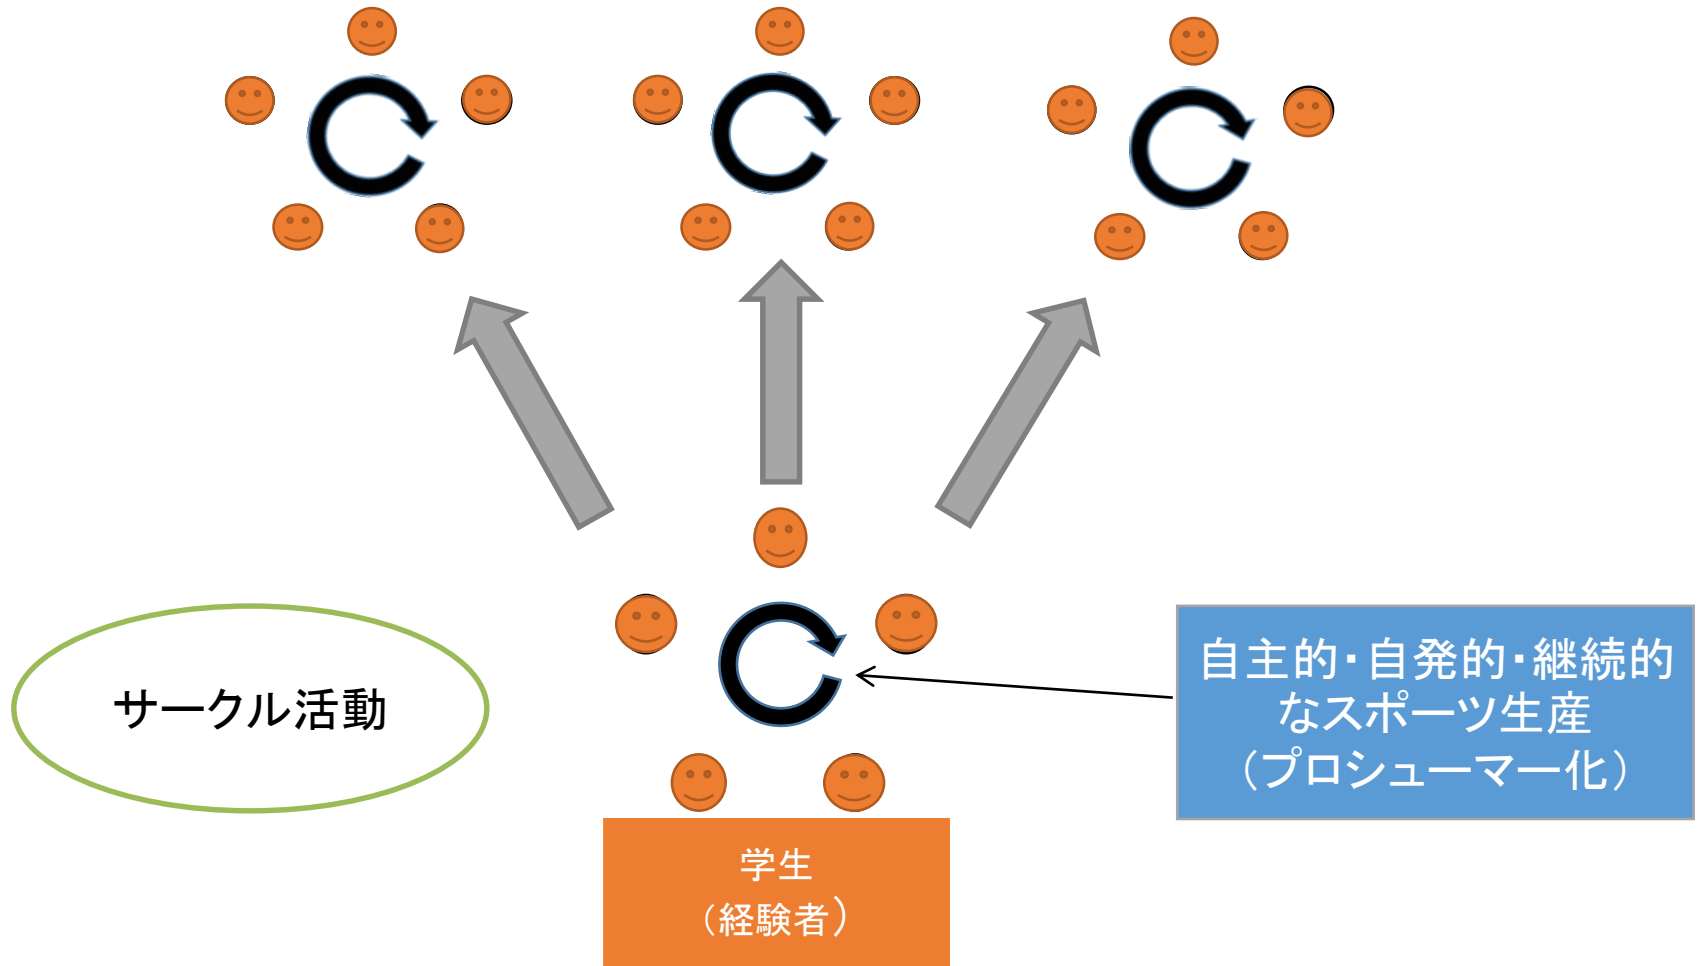 サークル活動
自主的・自発的・継続的
なスポーツ生産
（プロシューマー化）
学生
（経験者）